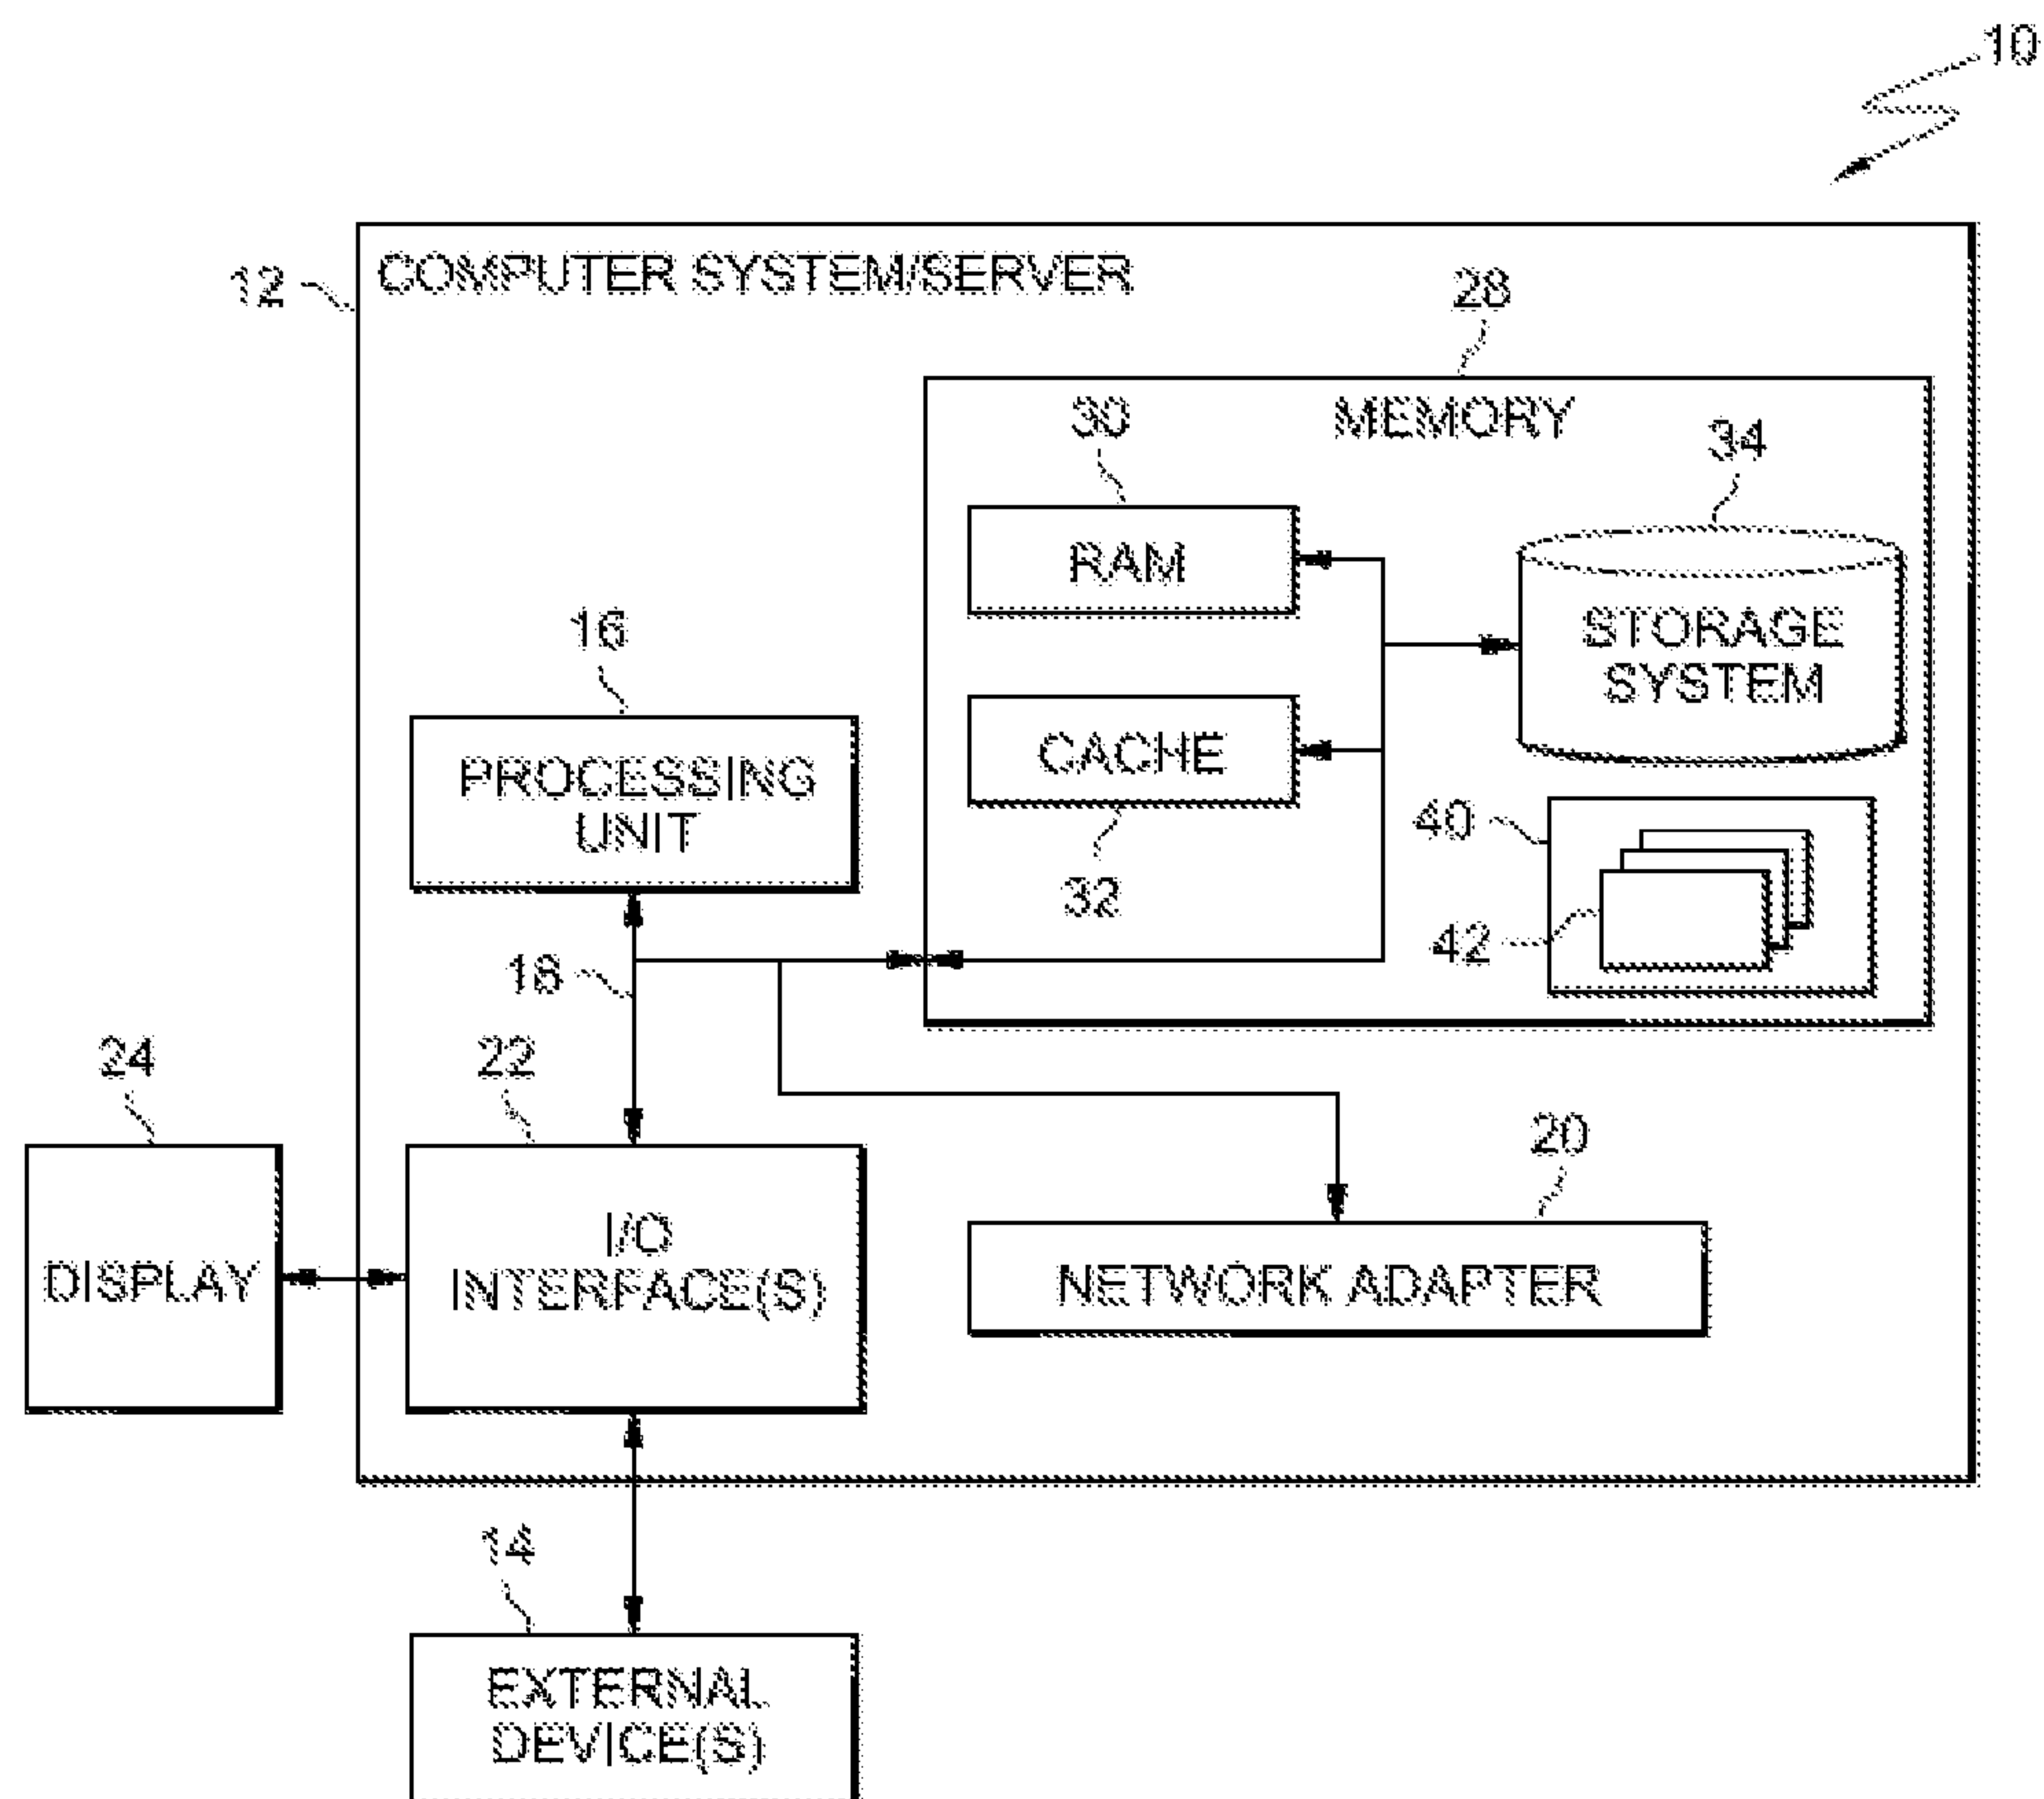 10
12
COMPUTER SYSTEM/SERVER
28
MEMORY
30
34
RAM
STORAGE
SYSTEM
16
CACHE
PROCESSING
UNIT
40
32
42
18
24
22
20
I/O
INTERFACE(S)
DISPLAY
NETWORK ADAPTER
14
EXTERNAL
DEVICE(S)